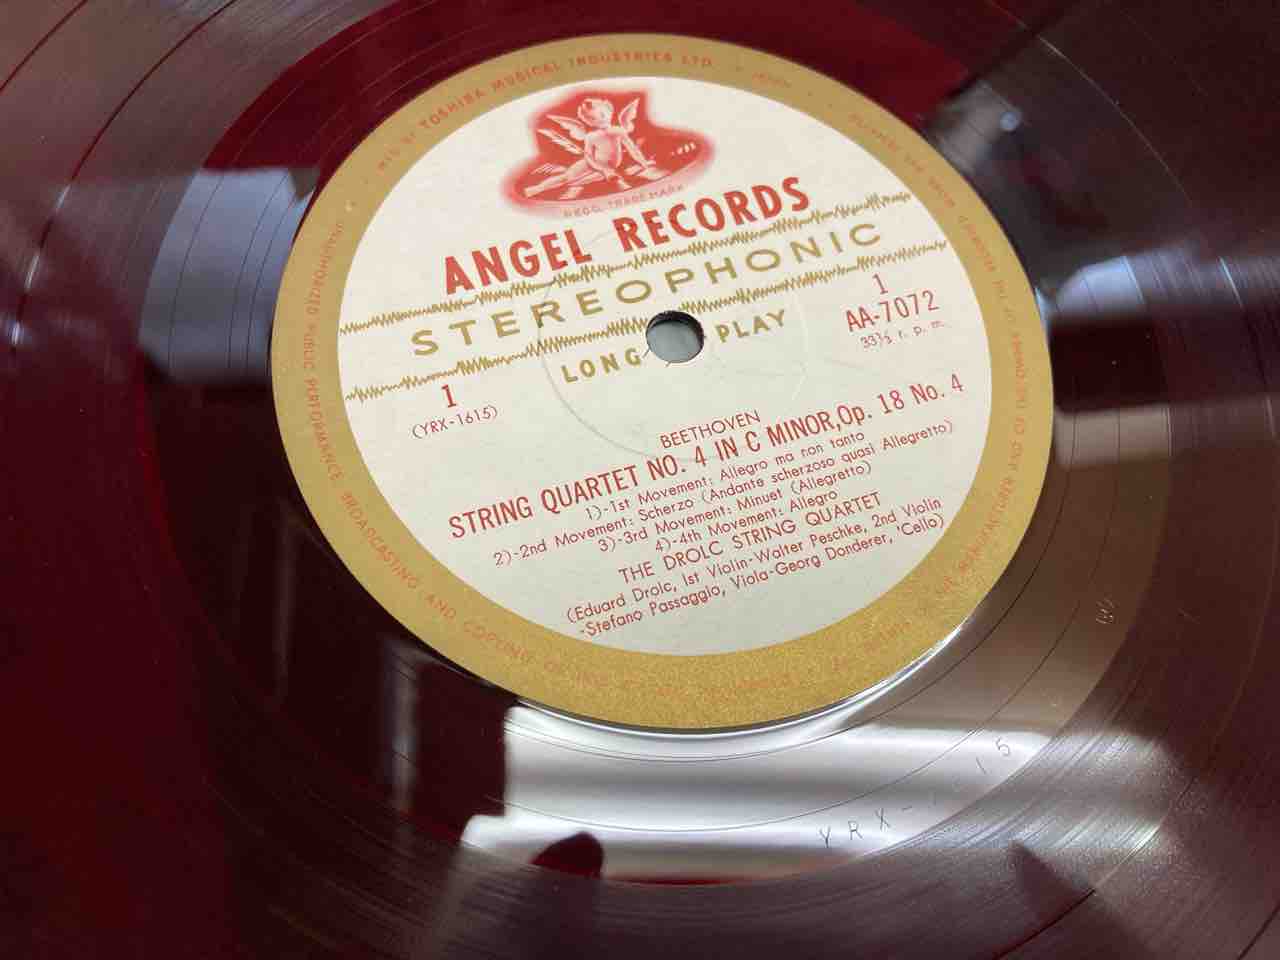 MFD. BY TOSHIBA MUSICAL INDUSTRIES LTD.
REGD. TRADE MARK
ANGEL RECORDS
STEREOPHONIC
LONG PLAY
1
AA-7072
33⅓ r. p. m.
1
(YRX-1615)
BEETHOVEN
STRING QUARTET NO. 4 IN C MINOR, Op. 18 No. 4
1)-1st Movement: Allegro ma non tanto
2)-2nd Movement: Scherzo (Andante scherzoso quasi Allegretto)
3)-3rd Movement: Minuet (Allegretto)
4)-4th Movement: Allegro
THE DROLC STRING QUARTET
(Eduard Drolc, 1st Violin-Walter Peschke, 2nd Violin
-Stefano Passaggio, Viola-Georg Donderer, 'Cello)
UNAUTHORIZED PUBLIC PERFORMANCE BROADCASTING AND COPYING OF
YRX- 15